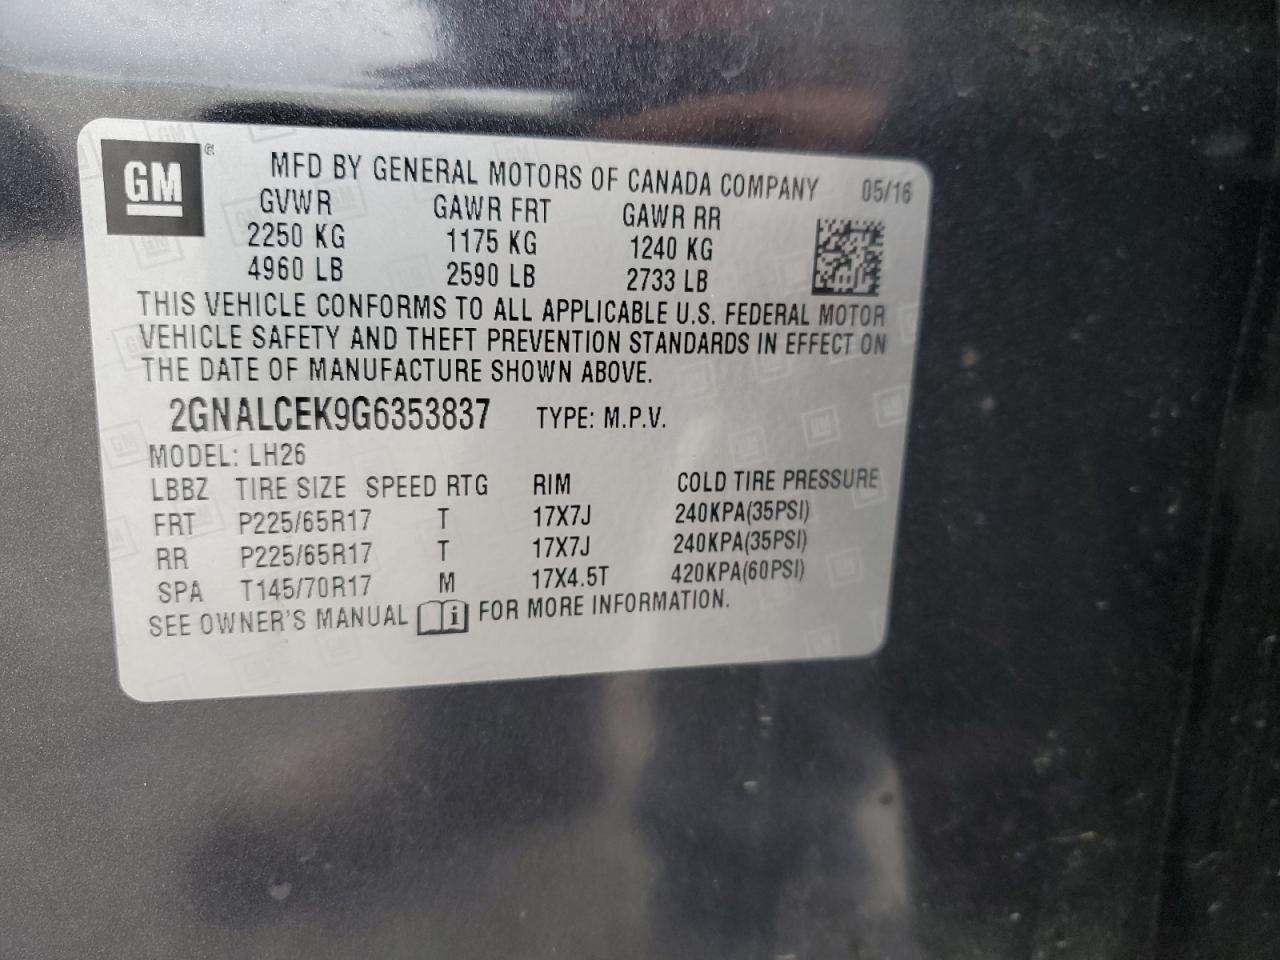 GM ®
MFD BY GENERAL MOTORS OF CANADA COMPANY 05/16
GVWR GAWR FRT GAWR RR
2250 KG 1175 KG 1240 KG
4960 LB 2590 LB 2733 LB
THIS VEHICLE CONFORMS TO ALL APPLICABLE U.S. FEDERAL MOTOR
VEHICLE SAFETY AND THEFT PREVENTION STANDARDS IN EFFECT ON
THE DATE OF MANUFACTURE SHOWN ABOVE.
2GNALCEK9G6353837 TYPE: M.P.V.
MODEL: LH26
LBBZ TIRE SIZE SPEED RTG RIM COLD TIRE PRESSURE
FRT P225/65R17 T 17X7J 240KPA(35PSI)
RR P225/65R17 T 17X7J 240KPA(35PSI)
SPA T145/70R17 M 17X4.5T 420KPA(60PSI)
SEE OWNER'S MANUAL i FOR MORE INFORMATION.